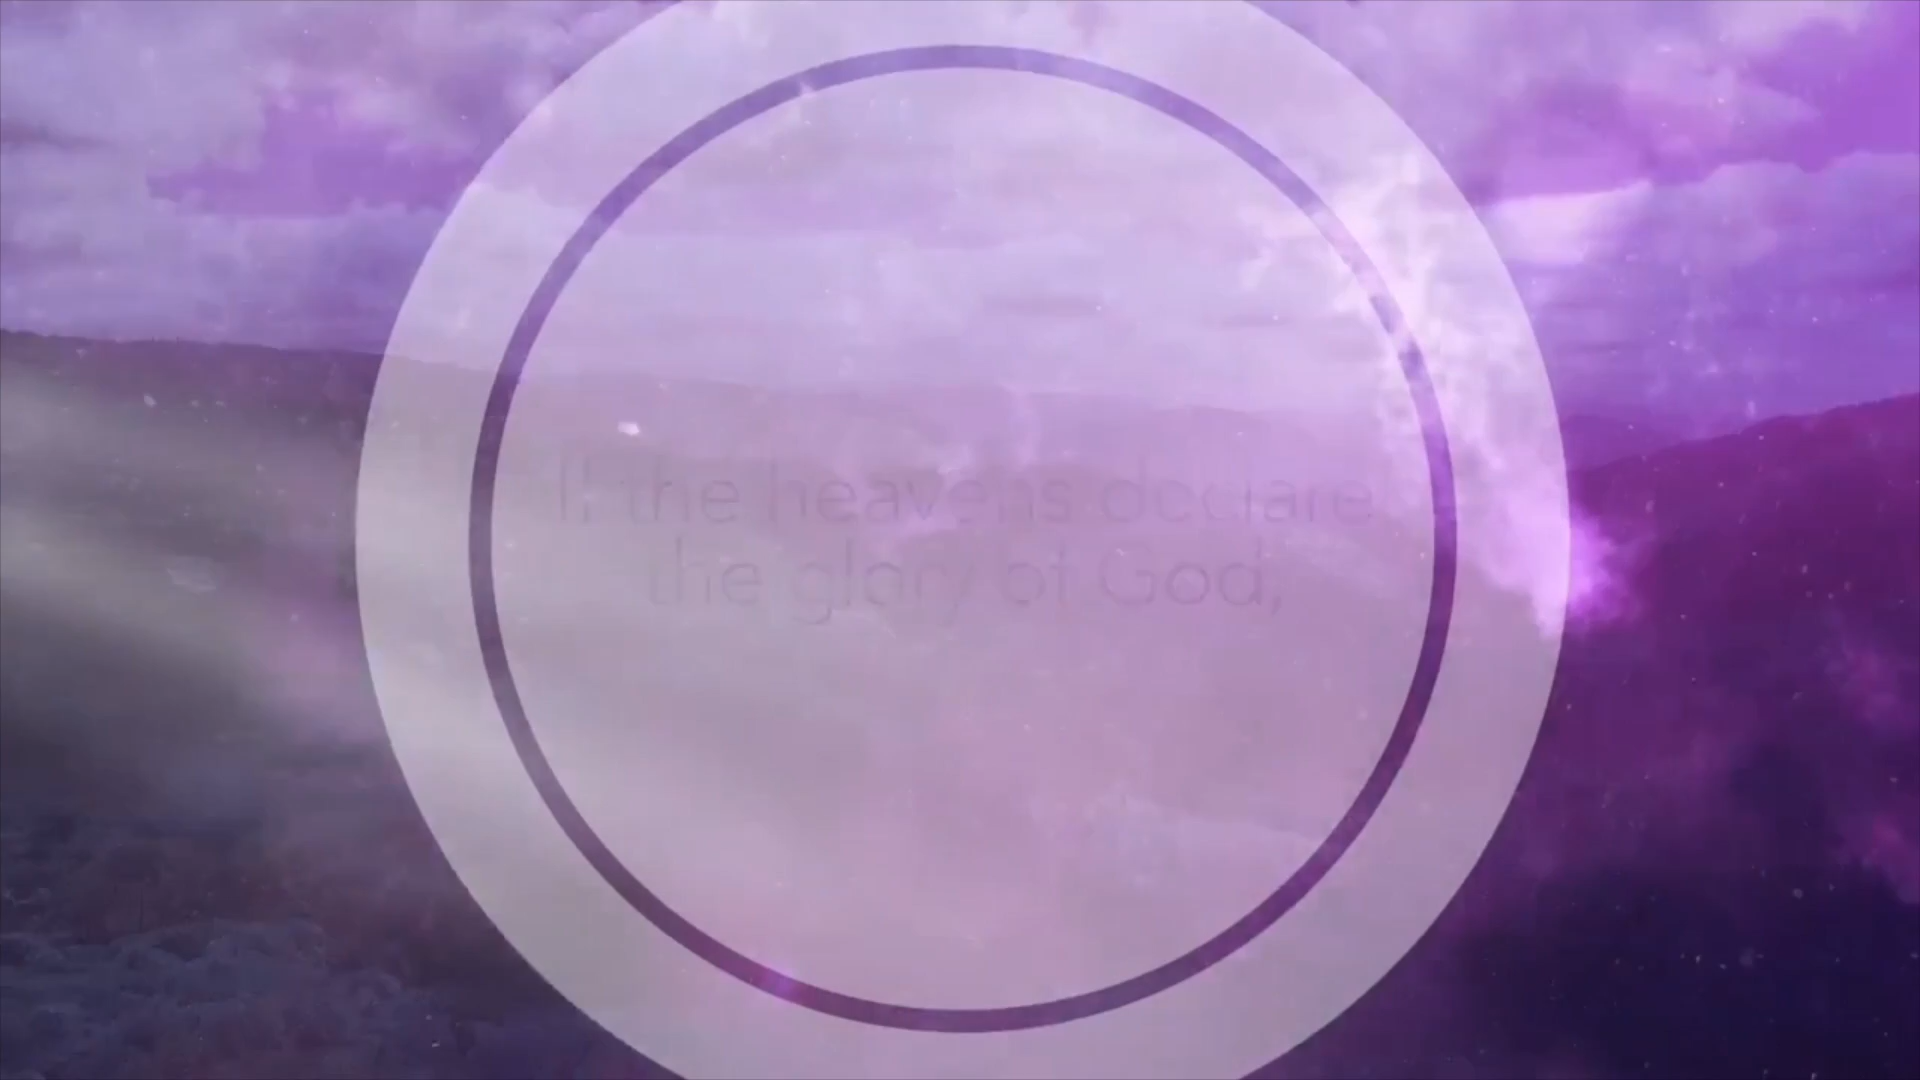 If the heavens declare
the glory of God,